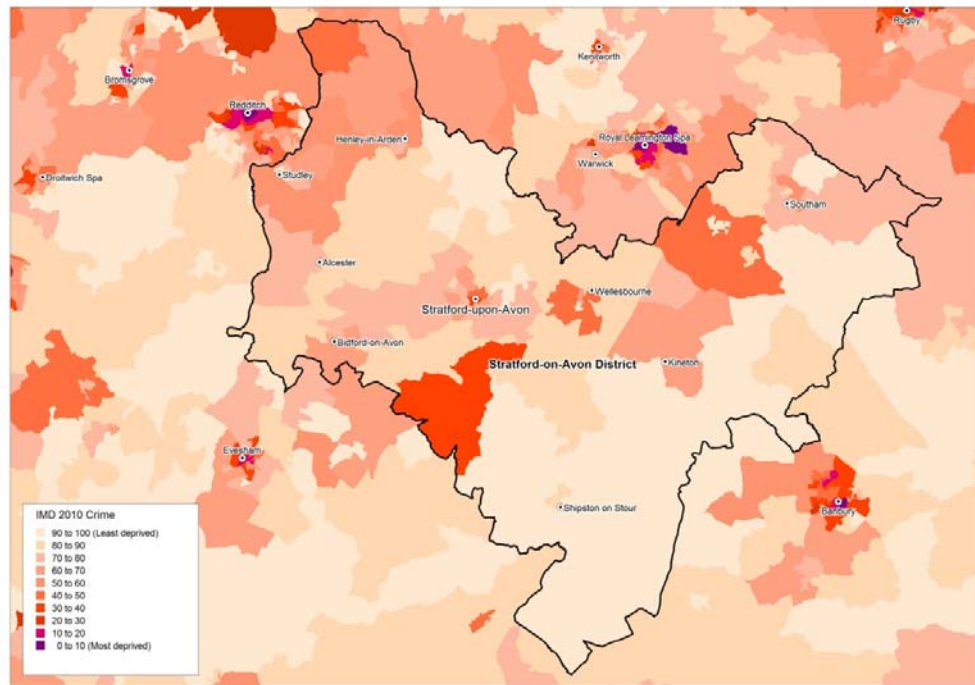 Rugby
Kenilworth
Bromsgrove
Redditch
Henley-in-Arden
Royal Leamington Spa
Warwick
Droitwich Spa
Studley
Southam
Alcester
Wellesbourne
Stratford-upon-Avon
Bidford-on-Avon
Stratford-on-Avon District
Kineton
Evesham
Shipston on Stour
Banbury
IMD 2010 Crime
90 to 100 (Least deprived)
80 to 90
70 to 80
60 to 70
50 to 60
40 to 50
30 to 40
20 to 30
10 to 20
0 to 10 (Most deprived)